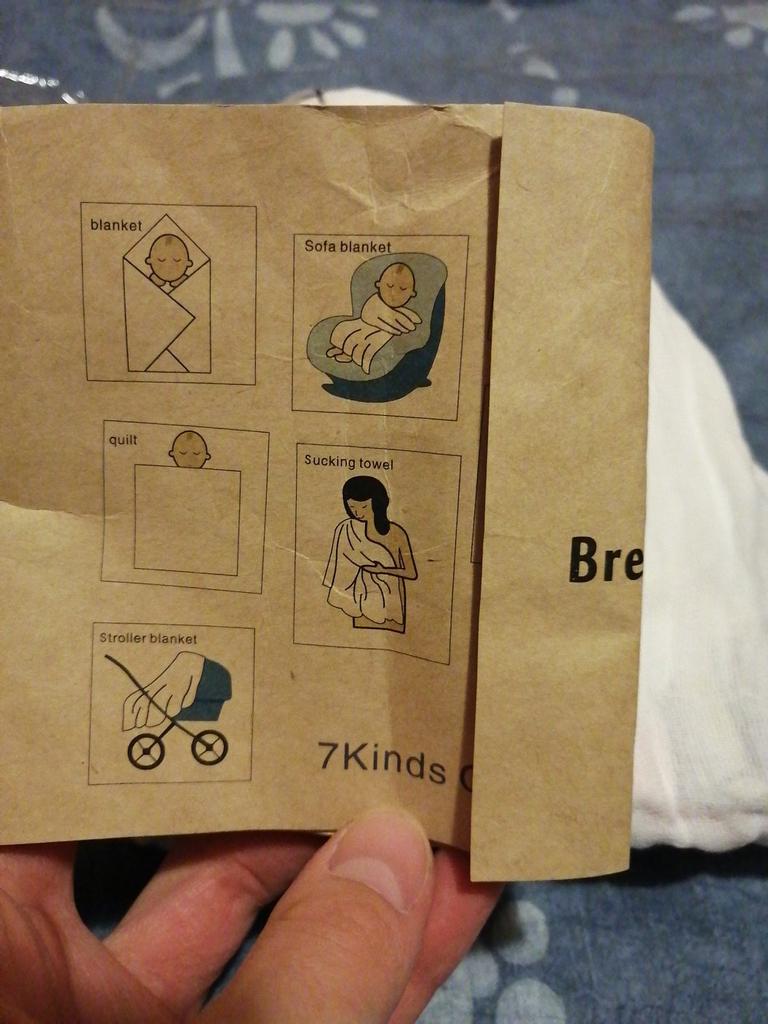 blanket
Sofa blanket
quilt
Sucking towel
Stroller blanket
7Kinds
Bre